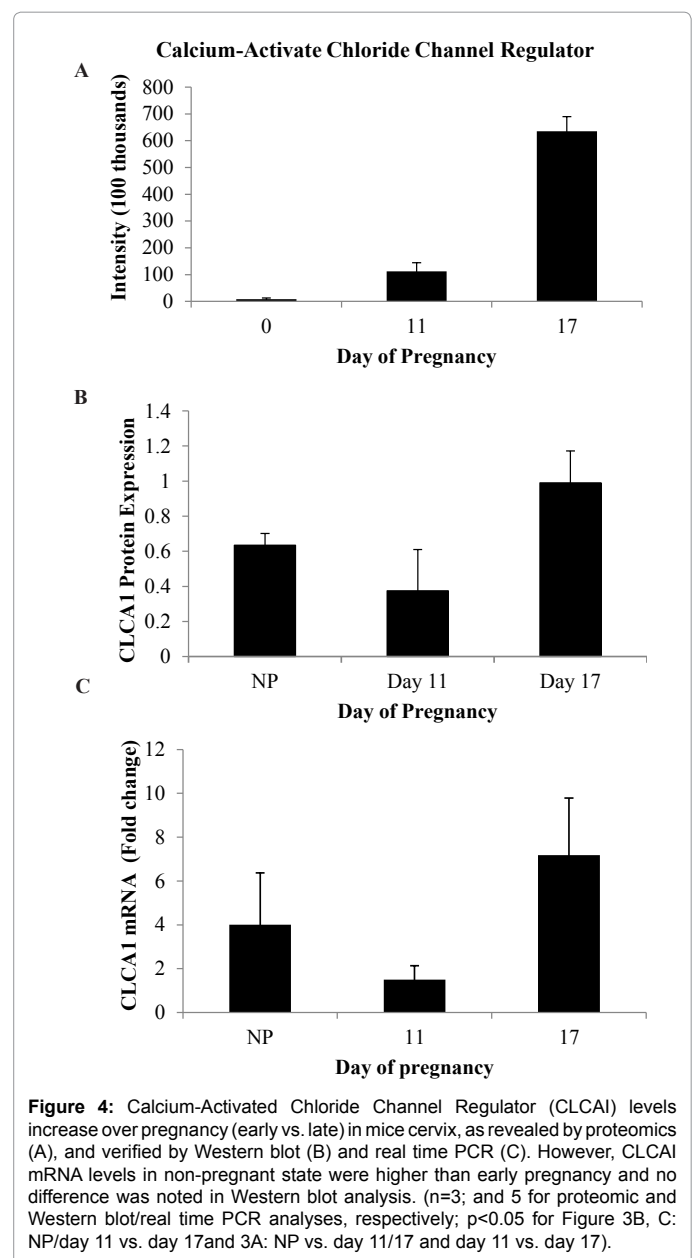 Calcium-Activate Chloride Channel Regulator
A
800
700
600
500
400
300
200
100
0
Intensity (100 thousands)
0 11 17
Day of Pregnancy
B
1.4
1.2
1
0.8
0.6
0.4
0.2
0
CLCA1 Protein Expression
NP Day 11 Day 17
Day of Pregnancy
C
12
10
8
6
4
2
0
CLCA1 mRNA (Fold change)
NP 11 17
Day of pregnancy
Figure 4: Calcium-Activated Chloride Channel Regulator (CLCAI) levels
increase over pregnancy (early vs. late) in mice cervix, as revealed by proteomics
(A), and verified by Western blot (B) and real time PCR (C). However, CLCAI
mRNA levels in non-pregnant state were higher than early pregnancy and no
difference was noted in Western blot analysis. (n=3; and 5 for proteomic and
Western blot/real time PCR analyses, respectively; p<0.05 for Figure 3B, C:
NP/day 11 vs. day 17and 3A: NP vs. day 11/17 and day 11 vs. day 17).